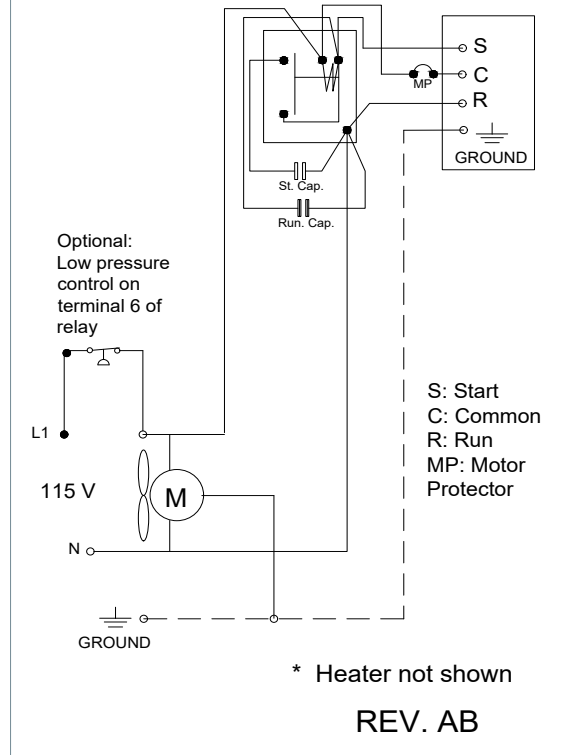 S
C
MP
R
GROUND
St. Cap.
Run. Cap.
Optional:
Low pressure
control on
terminal 6 of
relay
L1
115 V
M
N
GROUND
S: Start
C: Common
R: Run
MP: Motor
Protector
* Heater not shown
REV. AB